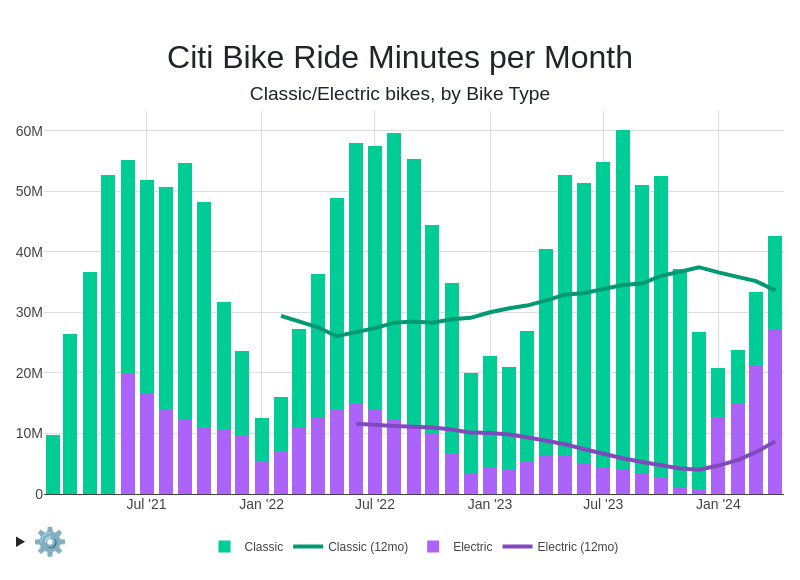 Citi Bike Ride Minutes per Month
Classic/Electric bikes, by Bike Type
60M
50M
40M
30M
20M
10M
0
Jul '21 Jan '22 Jul '22 Jan '23 Jul '23 Jan '24
Classic Classic (12mo) Electric Electric (12mo)